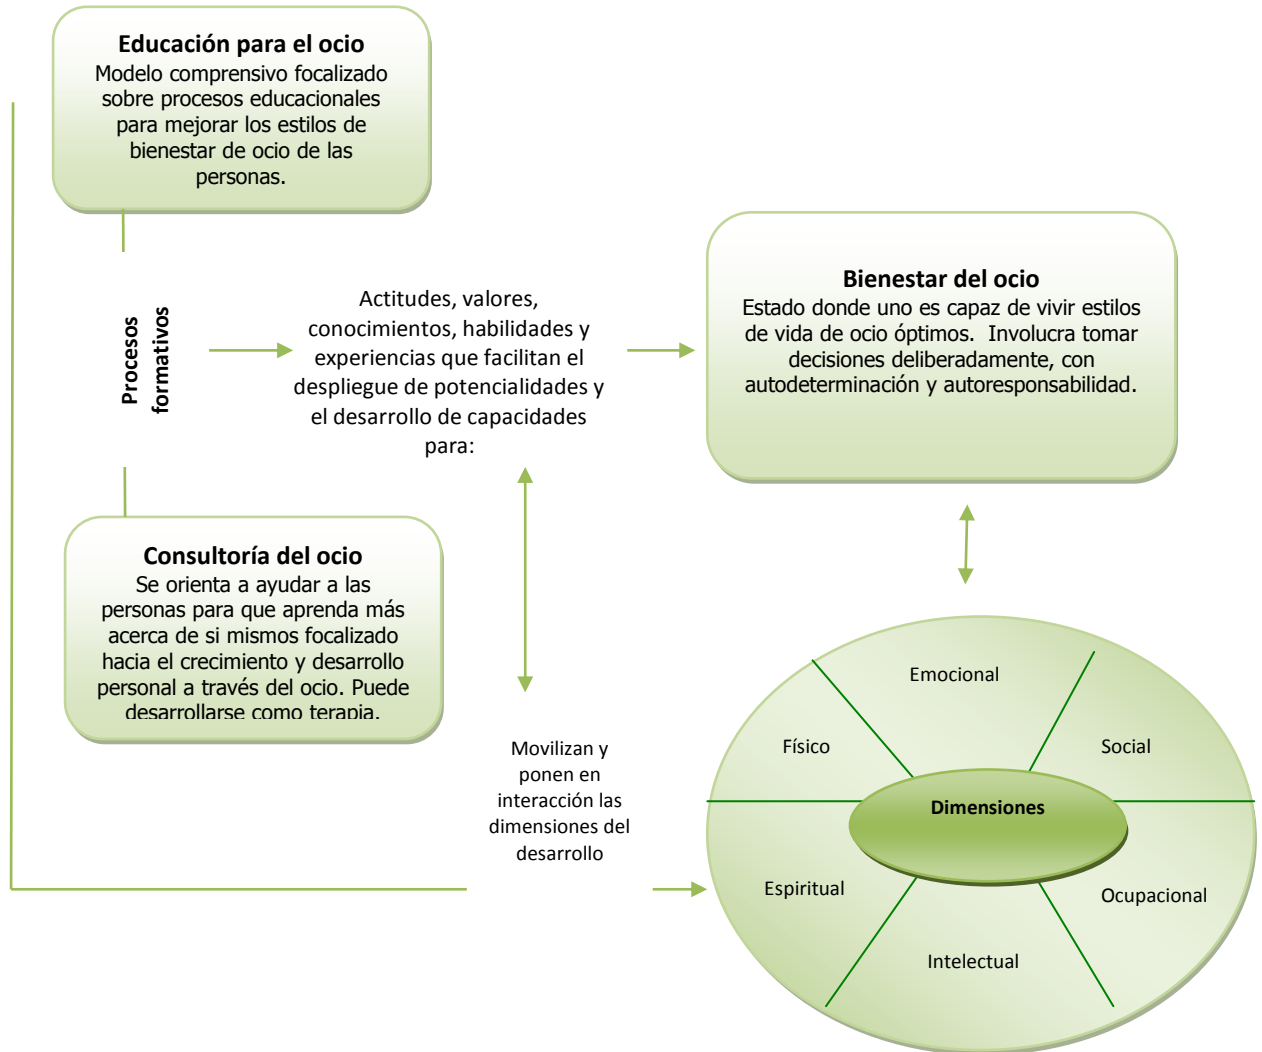 Educación para el ocio
Modelo comprensivo focalizado
sobre procesos educacionales
para mejorar los estilos de
bienestar de ocio de las
personas.
Procesos
formativos
Actitudes, valores,
conocimientos, habilidades y
experiencias que facilitan el
despliegue de potencialidades y
el desarrollo de capacidades
para:
Bienestar del ocio
Estado donde uno es capaz de vivir estilos
de vida de ocio óptimos.  Involucra tomar
decisiones deliberadamente, con
autodeterminación y autoresponsabilidad.
Consultoría del ocio
Se orienta a ayudar a las
personas para que aprenda más
acerca de si mismos focalizado
hacia el crecimiento y desarrollo
personal a través del ocio. Puede
desarrollarse como terapia.
Movilizan y
ponen en
interacción las
dimensiones del
desarrollo
Emocional
Físico
Social
Dimensiones
Espiritual
Ocupacional
Intelectual